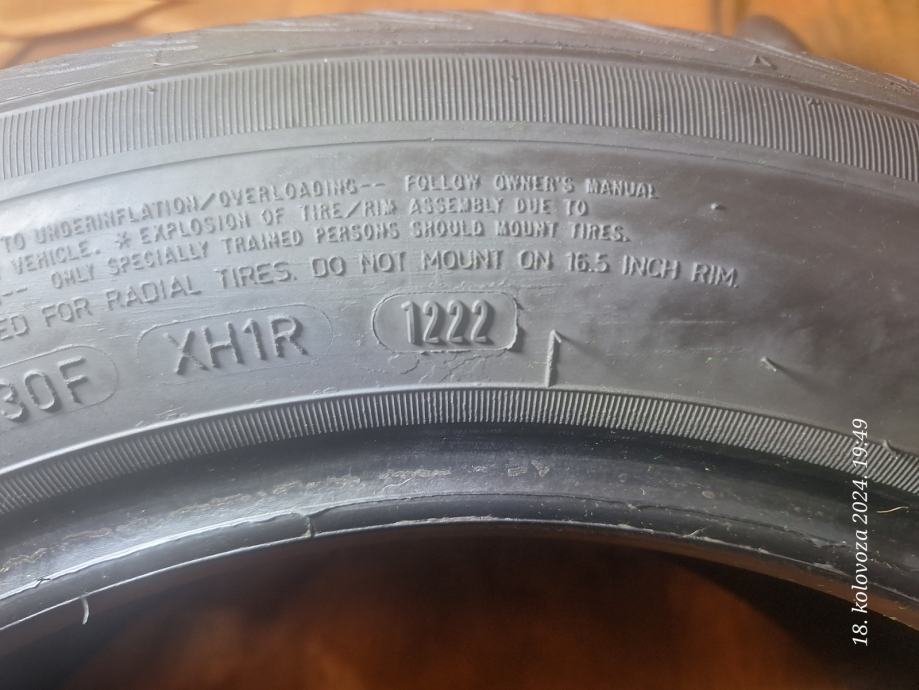 TO UNDERINFLATION/OVERLOADING-- FOLLOW OWNER'S MANUAL
VEHICLE. * EXPLOSION OF TIRE/RIM ASSEMBLY DUE TO
-- ONLY SPECIALLY TRAINED PERSONS SHOULD MOUNT TIRES.
ED FOR RADIAL TIRES. DO NOT MOUNT ON 16.5 INCH RIM.
30F XH1R 1222
18. kolovoza 2024. 19:49